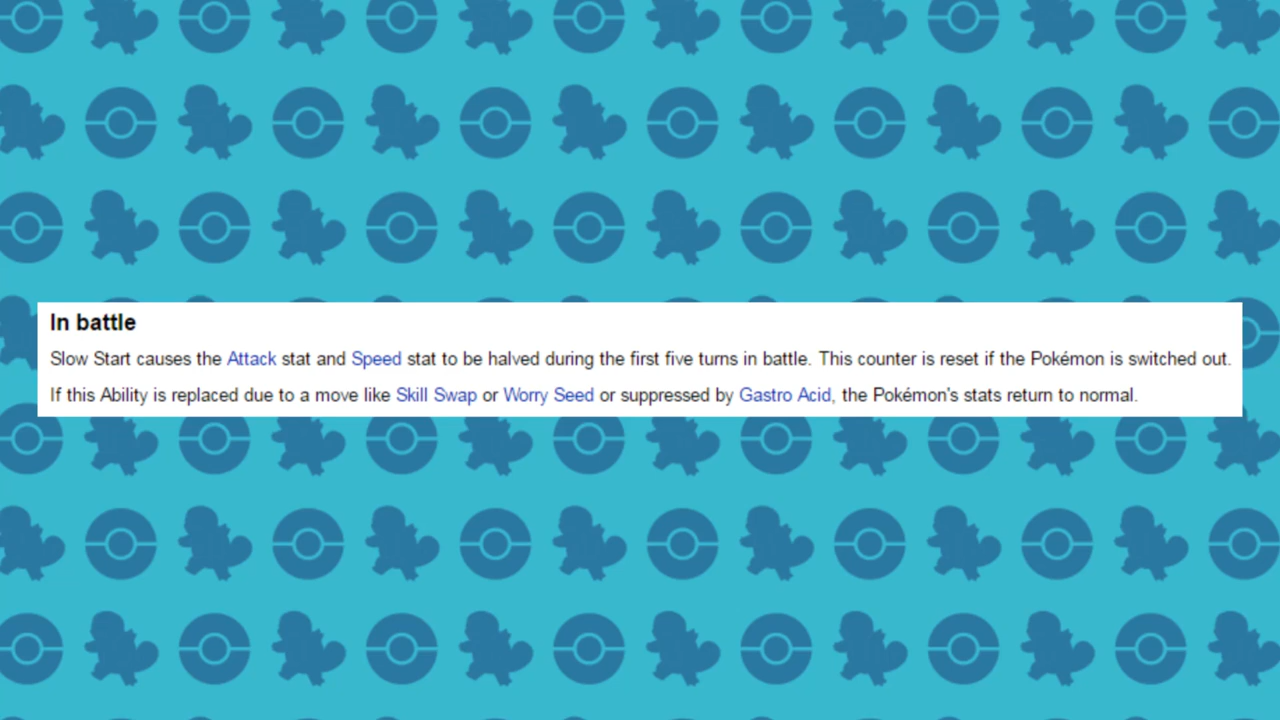 In battle
Slow Start causes the Attack stat and Speed stat to be halved during the first five turns in battle. This counter is reset if the Pokémon is switched out.
If this Ability is replaced due to a move like Skill Swap or Worry Seed or suppressed by Gastro Acid, the Pokémon's stats return to normal.